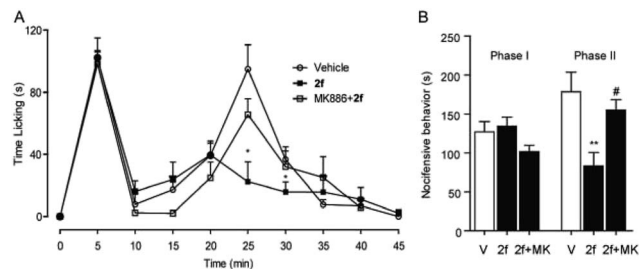 A
B
120
80
40
0
Time Licking (s)
Vehicle
2f
MK886+2f
*
*
0 5 10 15 20 25 30 35 40 45
Time (min)
250
200
150
100
50
0
Nocifensive behavior (s)
Phase I Phase II
**
#
V 2f 2f+MK V 2f 2f+MK